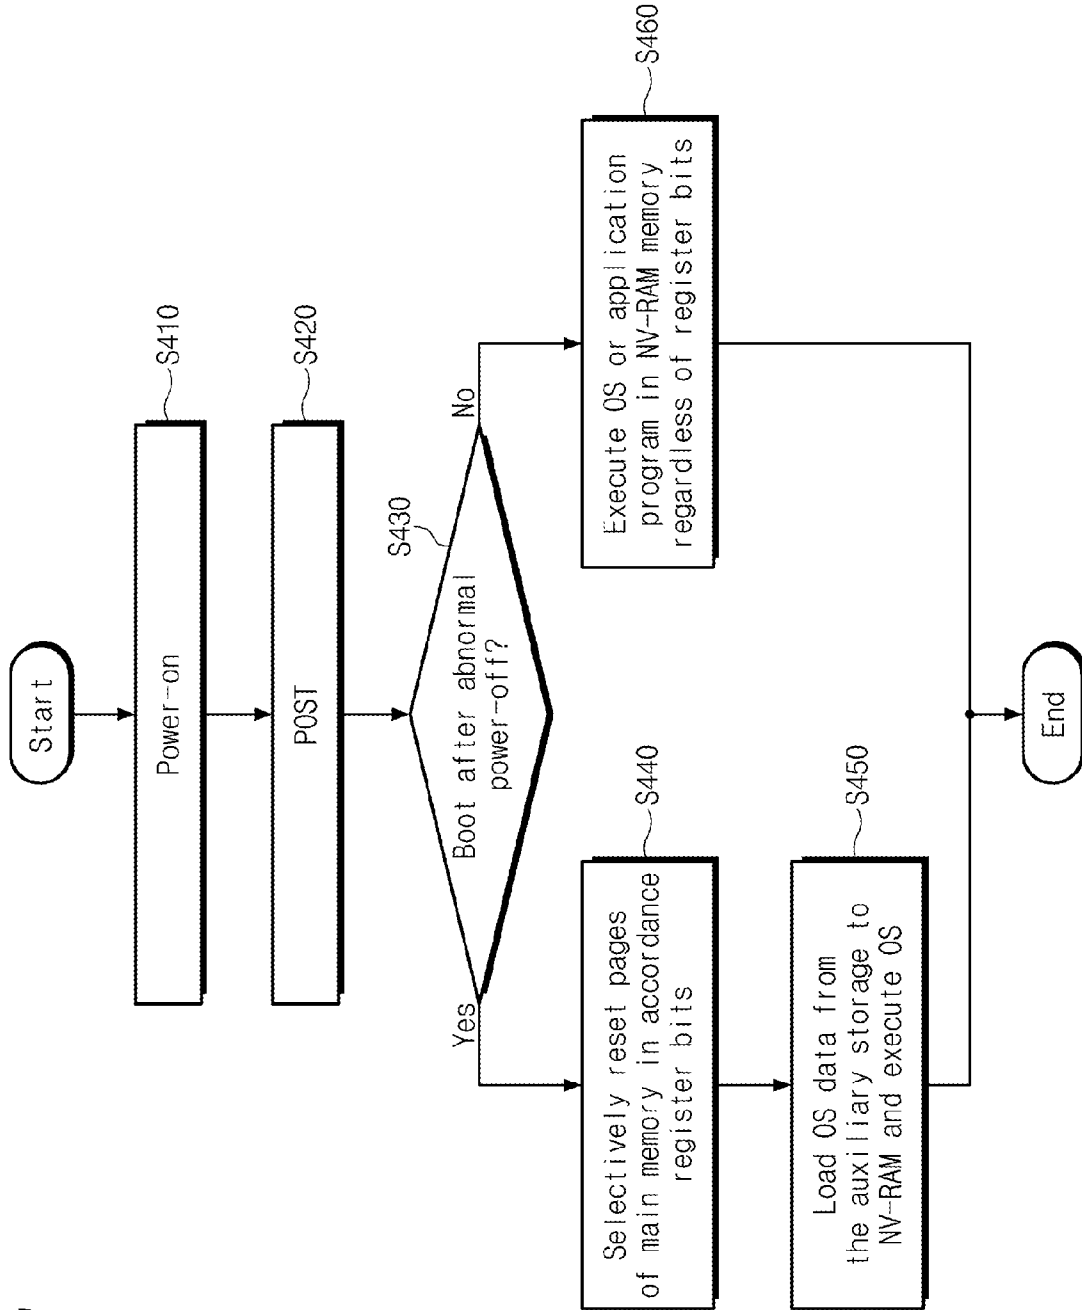 Start
Power-on
S410
POST
S420
Boot after abnormal
power-off?
S430
Yes
No
Selectively reset pages
of main memory in accordance
register bits
S440
Execute OS or application
program in NV-RAM memory
regardless of register bits
S460
Load OS data from
the auxiliary storage to
NV-RAM and execute OS
S450
End